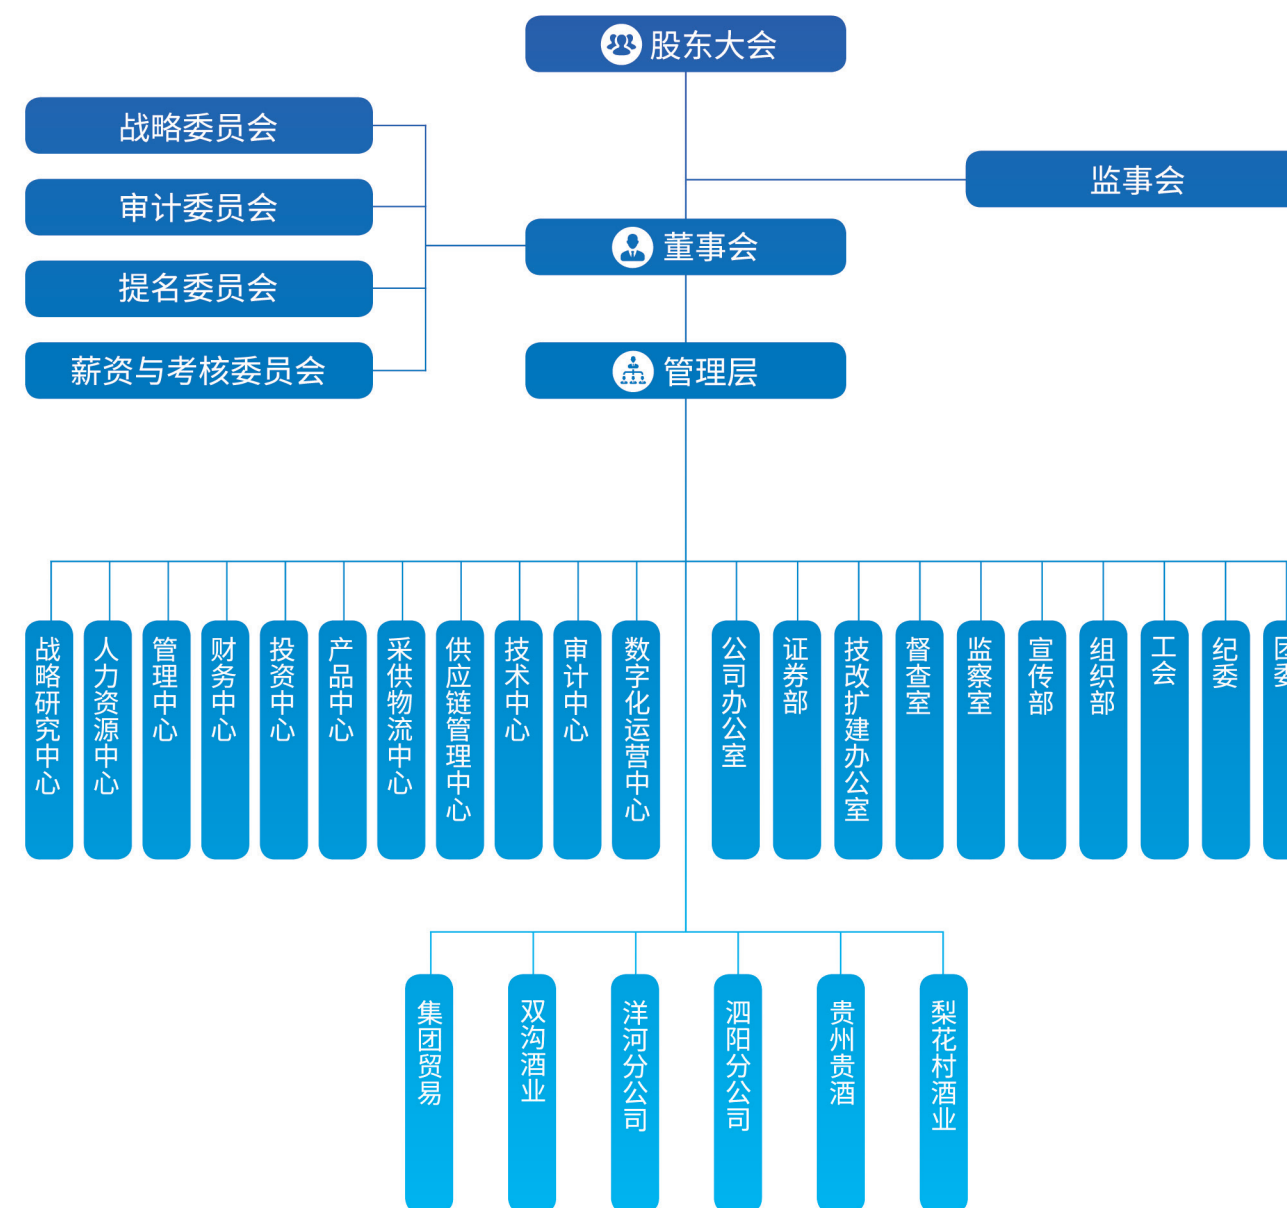 股东大会
战略委员会
监事会
审计委员会
董事会
提名委员会
薪资与考核委员会
管理层
战略研究中心
人力资源中心
管理中心
财务中心
投资中心
产品中心
采供物流中心
供应链管理中心
技术中心
审计中心
数字化运营中心
公司办公室
证券部
技改扩建办公室
督查室
监察室
宣传部
组织部
工会
纪委
集团贸易
双沟酒业
洋河分公司
泗阳分公司
贵州贵酒
梨花村酒业